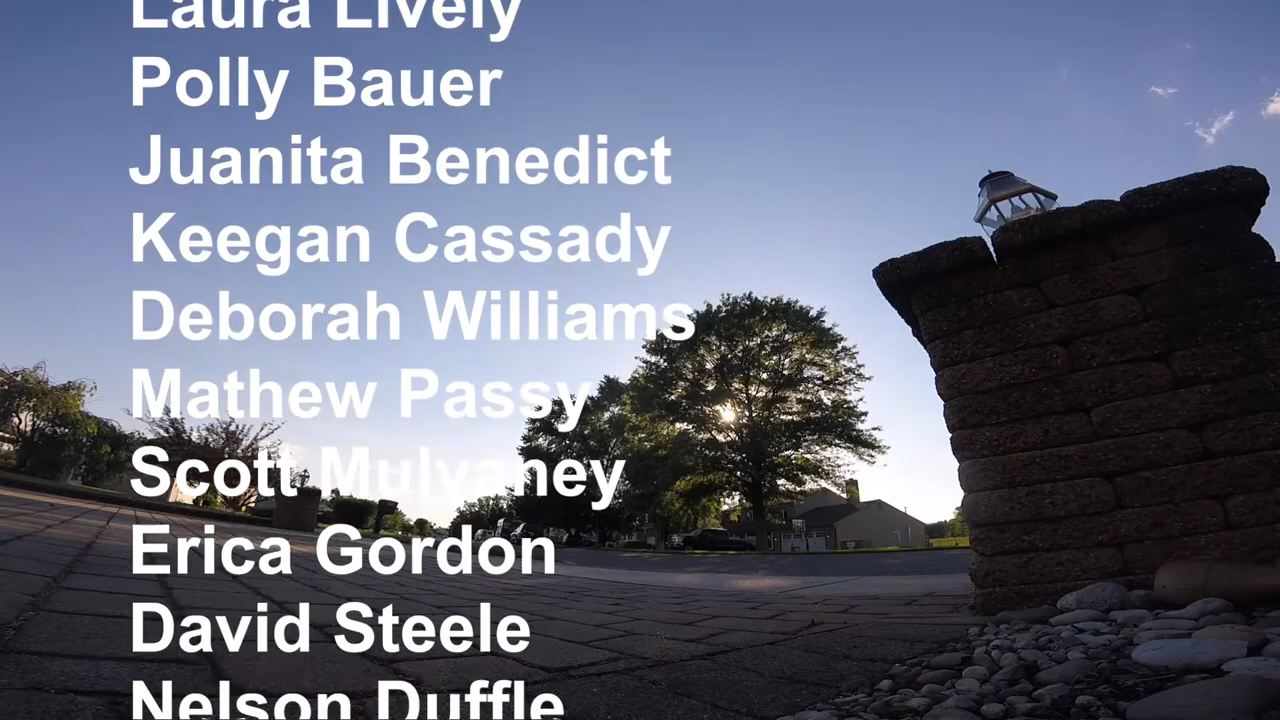 Laura Lively
Polly Bauer
Juanita Benedict
Keegan Cassady
Deborah Williams
Mathew Passy
Scott Mulvaney
Erica Gordon
David Steele
Nelson Duffle